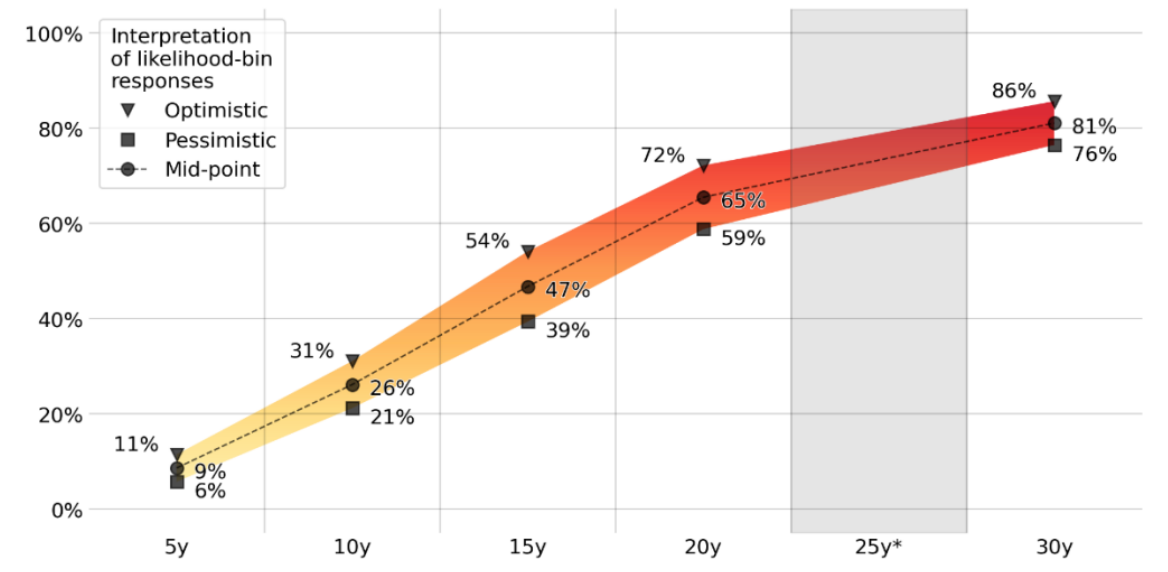 100%
80%
60%
40%
20%
0%
Interpretation
of likelihood-bin
responses
Optimistic
Pessimistic
Mid-point
11%
9%
6%
31%
26%
21%
54%
47%
39%
72%
65%
59%
86%
81%
76%
5y
10y
15y
20y
25y*
30y